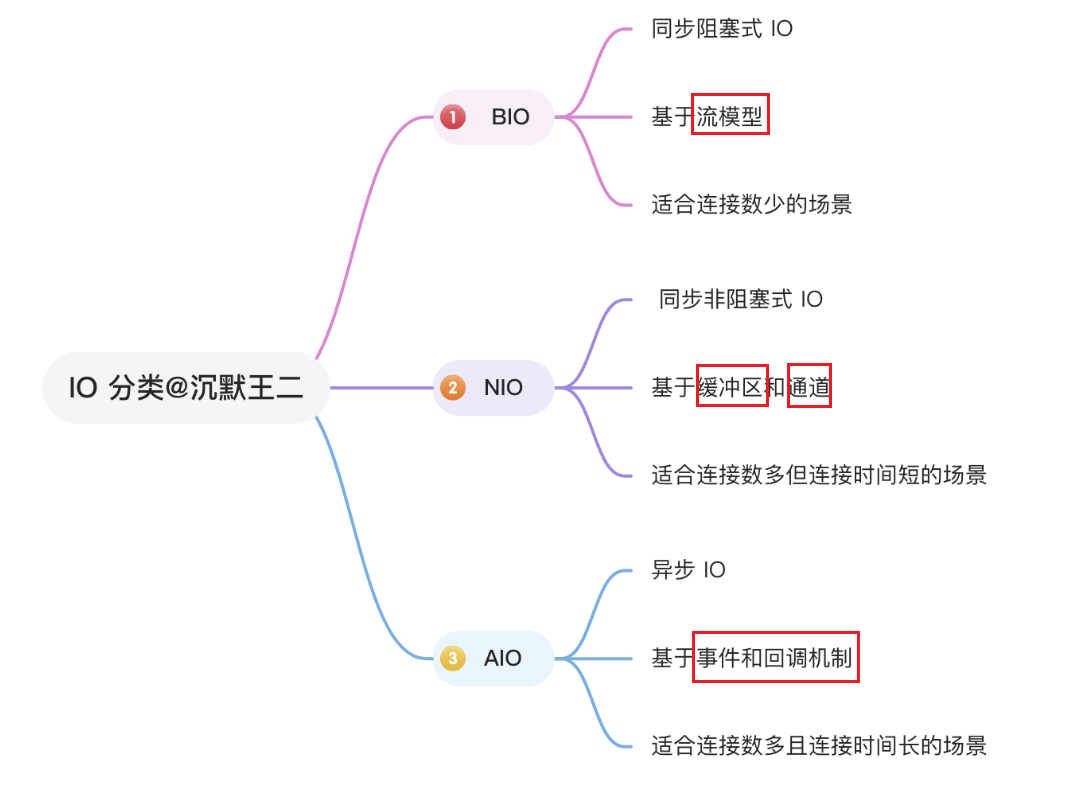 IO 分类@沉默王二
1 BIO
同步阻塞式 IO
基于流模型
适合连接数少的场景
2 NIO
同步非阻塞式 IO
基于缓冲区和通道
适合连接数多但连接时间短的场景
3 AIO
异步 IO
基于事件和回调机制
适合连接数多且连接时间长的场景